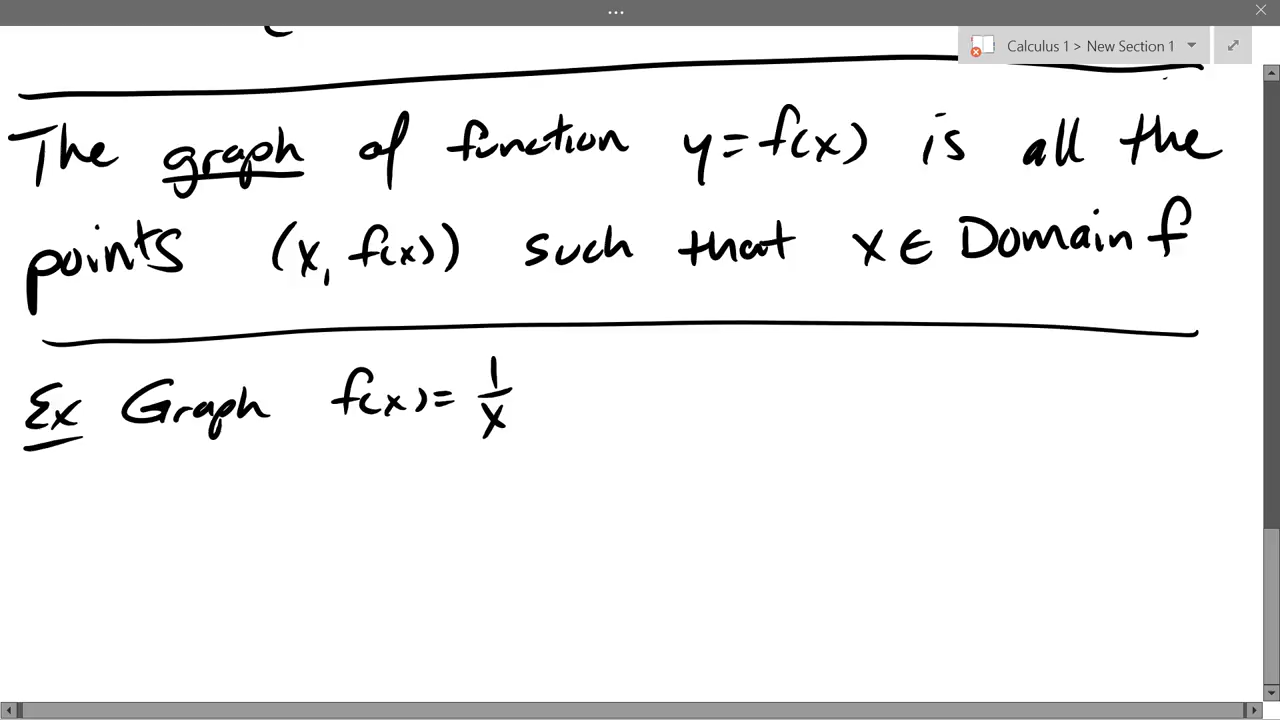 Calculus 1 > New Section 1
The graph of function y=f(x) is all the
points (x, f(x)) such that x ∈ Domain f
Ex Graph f(x) = 1/x